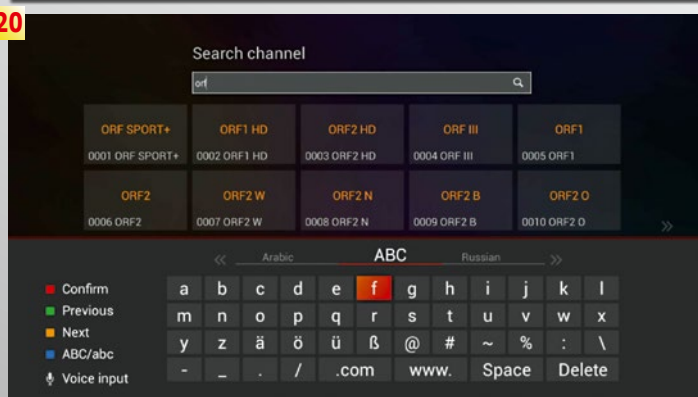 20
Search channel
orf
ORF SPORT+ ORF1 HD ORF2 HD ORF III ORF1
0001 ORF SPORT+ 0002 ORF1 HD 0003 ORF2 HD 0004 ORF III 0005 ORF1
ORF2 ORF2 W ORF2 N ORF2 B ORF2 O
0006 ORF2 0007 ORF2 W 0008 ORF2 N 0009 ORF2 B 0010 ORF2 O
»
« Arabic ABC Russian »
Confirm a b c d e f g h i j k l
Previous m n o p q r s t u v w x
Next y z ä ö ü ß @ # ~ % : \
ABC/abc
Voice input - _ . / .com www. Space Delete